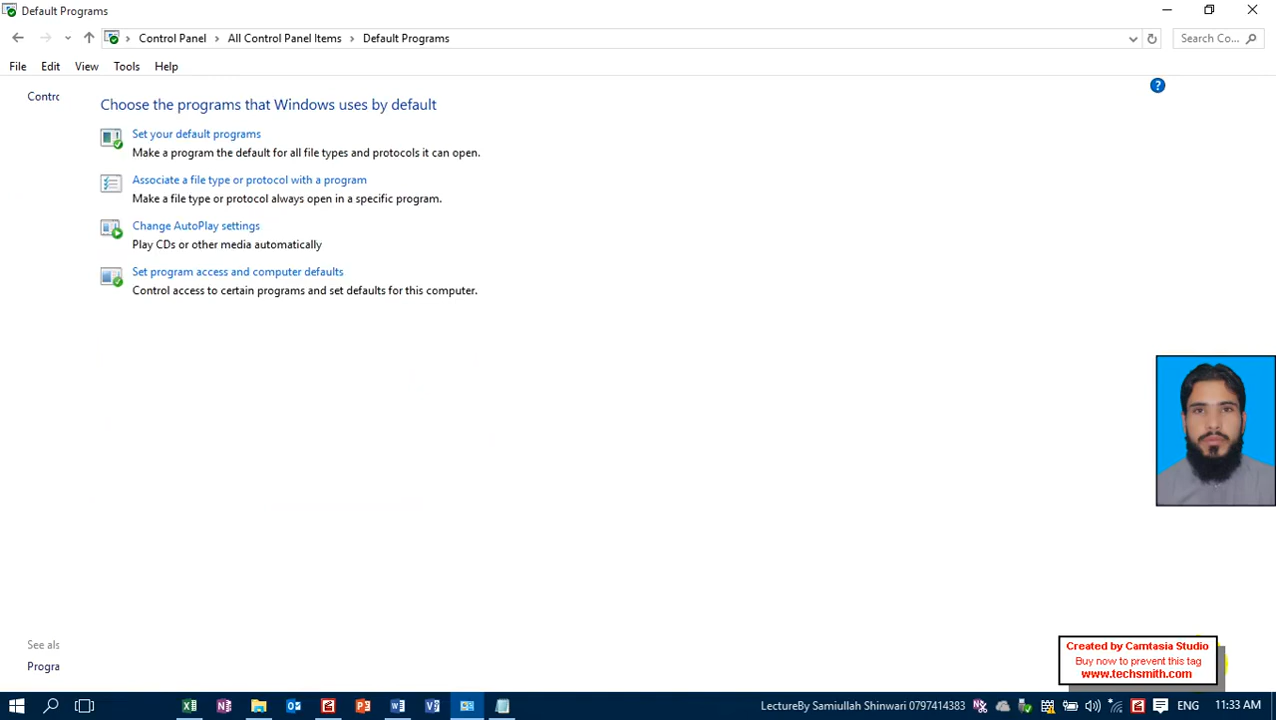 Default Programs
Control Panel > All Control Panel Items > Default Programs
Search Co...
File Edit View Tools Help
Contrc
Choose the programs that Windows uses by default
Set your default programs
Make a program the default for all file types and protocols it can open.
Associate a file type or protocol with a program
Make a file type or protocol always open in a specific program.
Change AutoPlay settings
Play CDs or other media automatically
Set program access and computer defaults
Control access to certain programs and set defaults for this computer.
See als
Progra
Created by Camtasia Studio
Buy now to prevent this tag
www.techsmith.com
LectureBy Samiullah Shinwari 0797414383 ENG 11:33 AM